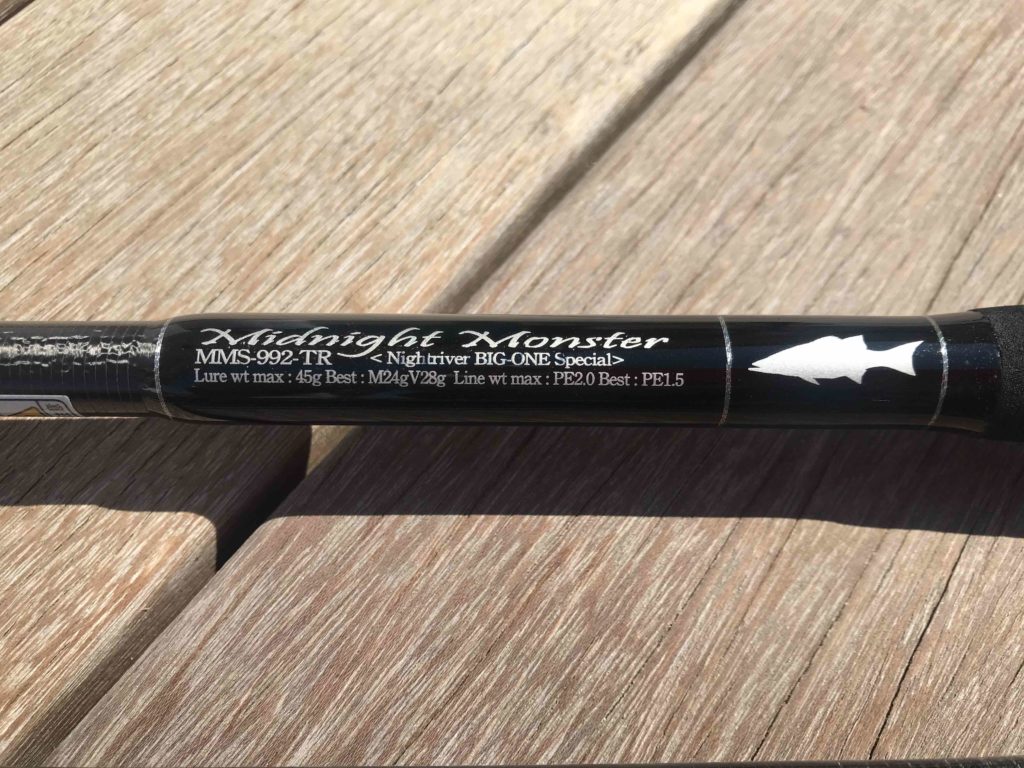 Midnight Monster
MMS-992-TR < Nightriver BIG-ONE Special>
Lure wt max : 45g Best : M24gV28g Line wt max : PE2.0 Best : PE1.5